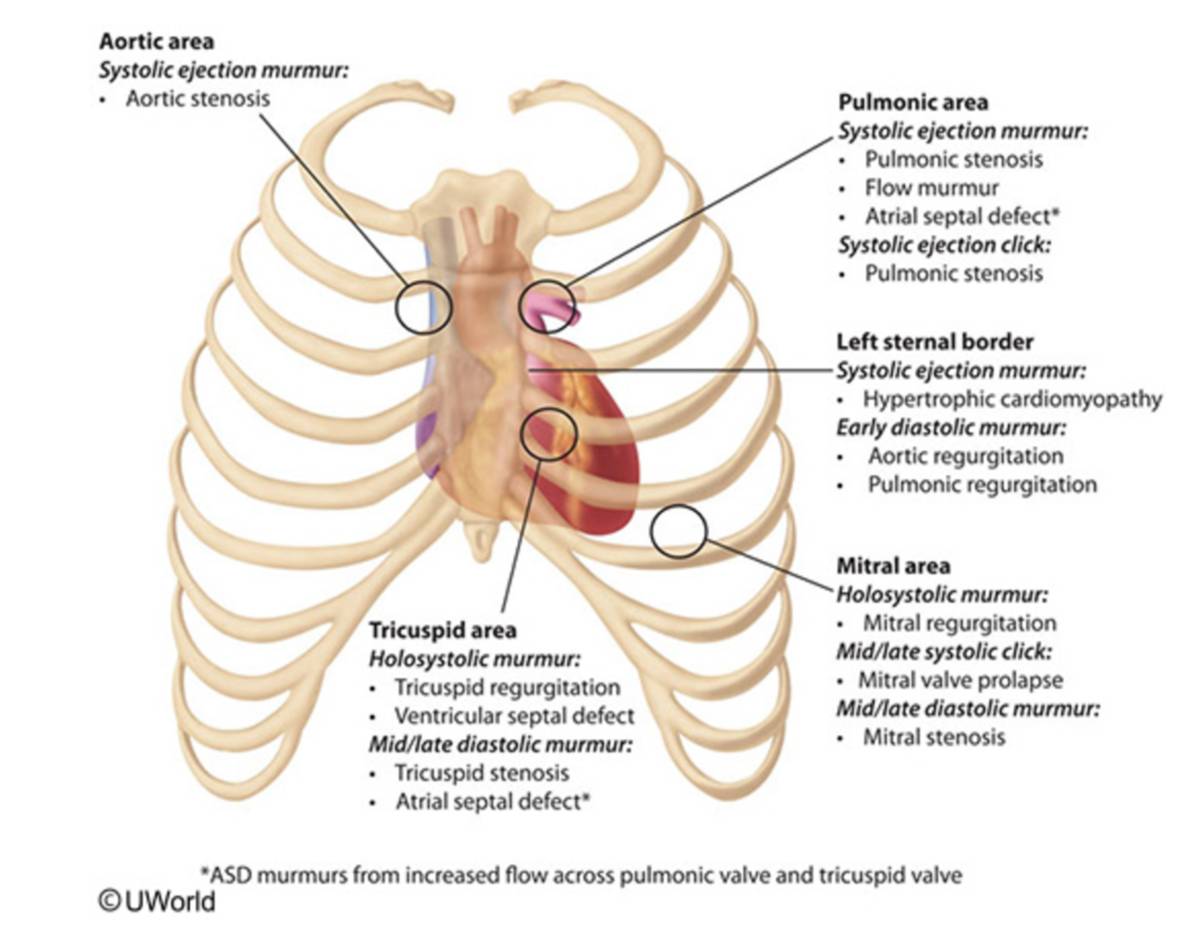 Aortic area
Systolic ejection murmur:
• Aortic stenosis
Pulmonic area
Systolic ejection murmur:
• Pulmonic stenosis
• Flow murmur
• Atrial septal defect*
Systolic ejection click:
• Pulmonic stenosis
Left sternal border
Systolic ejection murmur:
• Hypertrophic cardiomyopathy
Early diastolic murmur:
• Aortic regurgitation
• Pulmonic regurgitation
Mitral area
Holosystolic murmur:
• Mitral regurgitation
Mid/late systolic click:
• Mitral valve prolapse
Mid/late diastolic murmur:
• Mitral stenosis
Tricuspid area
Holosystolic murmur:
• Tricuspid regurgitation
• Ventricular septal defect
Mid/late diastolic murmur:
• Tricuspid stenosis
• Atrial septal defect*
*ASD murmurs from increased flow across pulmonic valve and tricuspid valve
©UWorld